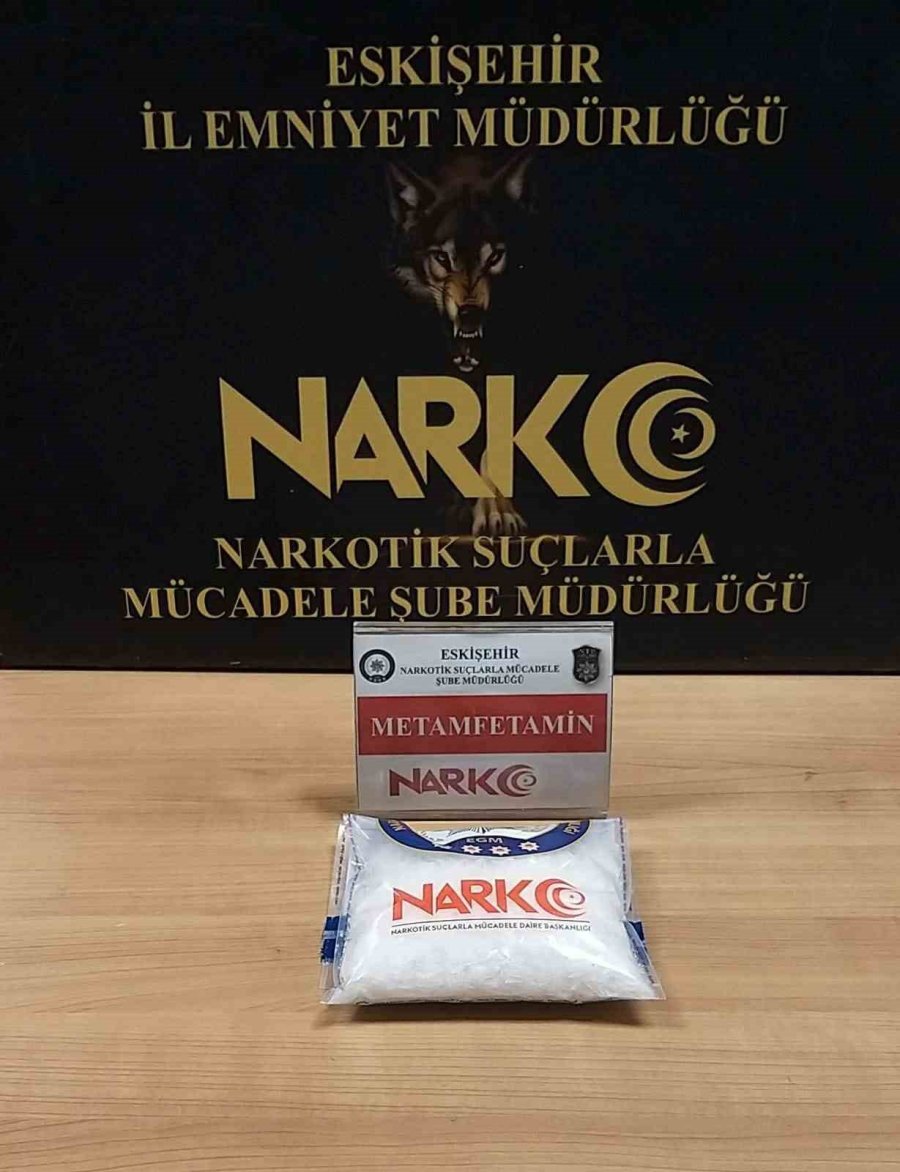 ESKİŞEHİR
İL EMNİYET MÜDÜRLÜĞÜ
NARKO
NARKOTİK SUÇLARLA
MÜCADELE ŞUBE MÜDÜRLÜĞÜ
ESKİŞEHİR
NARKOTİK SUÇLARLA MÜCADELE
ŞUBE MÜDÜRLÜĞÜ
METAMFETAMİN
NARKO
EGM
NARKO
NARKOTİK SUÇLARLA MÜCADELE DAİRE BAŞKANLIĞI